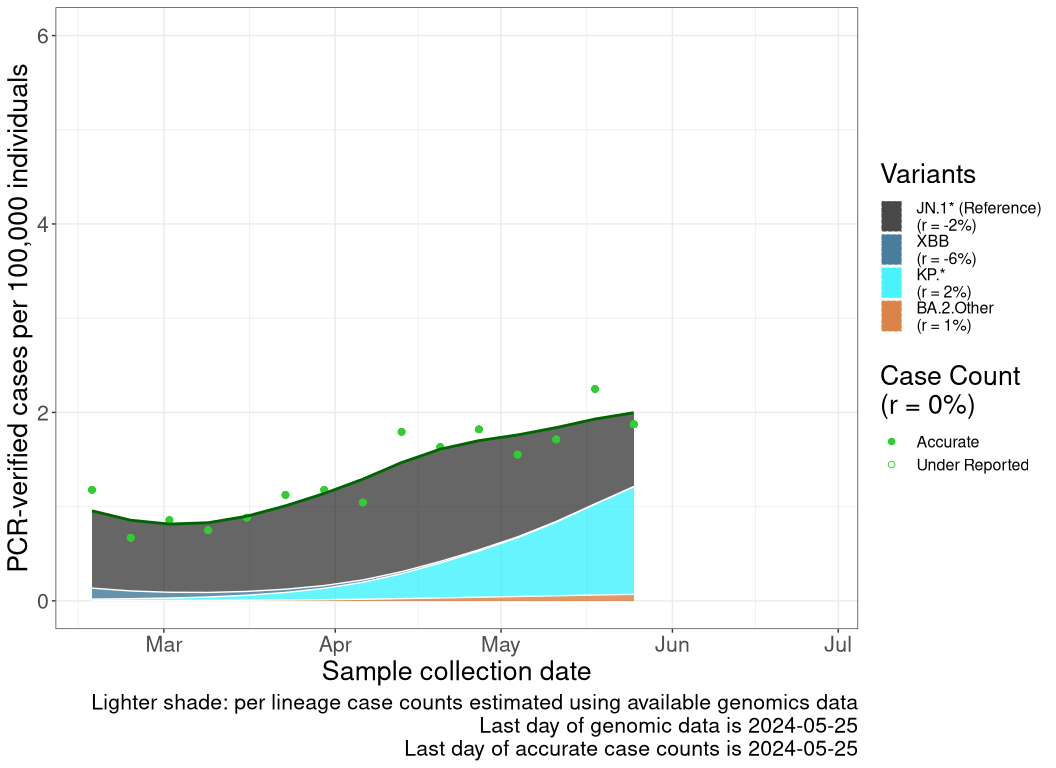 PCR-verified cases per 100,000 individuals
6
4
2
0
Mar
Apr
May
Jun
Jul
Sample collection date
Lighter shade: per lineage case counts estimated using available genomics data
Last day of genomic data is 2024-05-25
Last day of accurate case counts is 2024-05-25
Variants
JN.1* (Reference)
(r = -2%)
XBB
(r = -6%)
KP.*
(r = 2%)
BA.2.Other
(r = 1%)
Case Count
(r = 0%)
Accurate
Under Reported